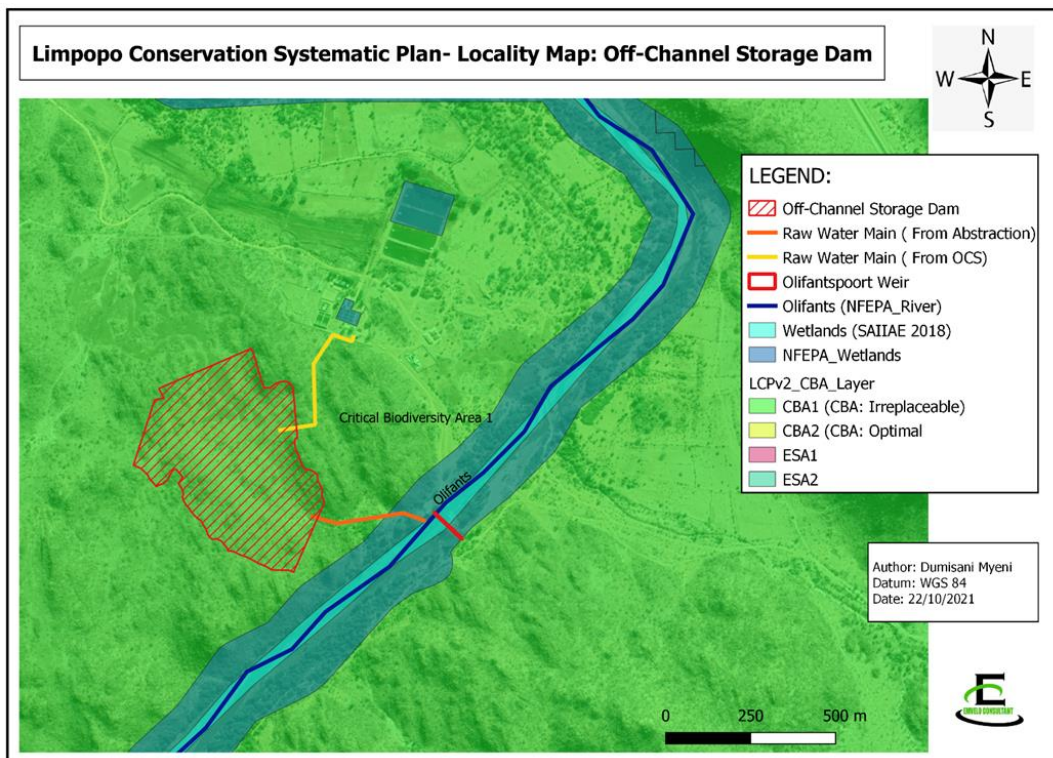 Limpopo Conservation Systematic Plan- Locality Map: Off-Channel Storage Dam
N
W
E
S
LEGEND:
Off-Channel Storage Dam
Raw Water Main ( From Abstraction)
Raw Water Main ( From OCS)
Olifantspoort Weir
Olifants (NFEPA_River)
Wetlands (SAIIAE 2018)
NFEPA_Wetlands
LCPv2_CBA_Layer
CBA1 (CBA: Irreplaceable)
CBA2 (CBA: Optimal
ESA1
ESA2
Critical Biodiversity Area 1
Olifants
Author: Dumisani Myeni
Datum: WGS 84
Date: 22/10/2021
0 250 500 m
E
EMVELO CONSULTANT